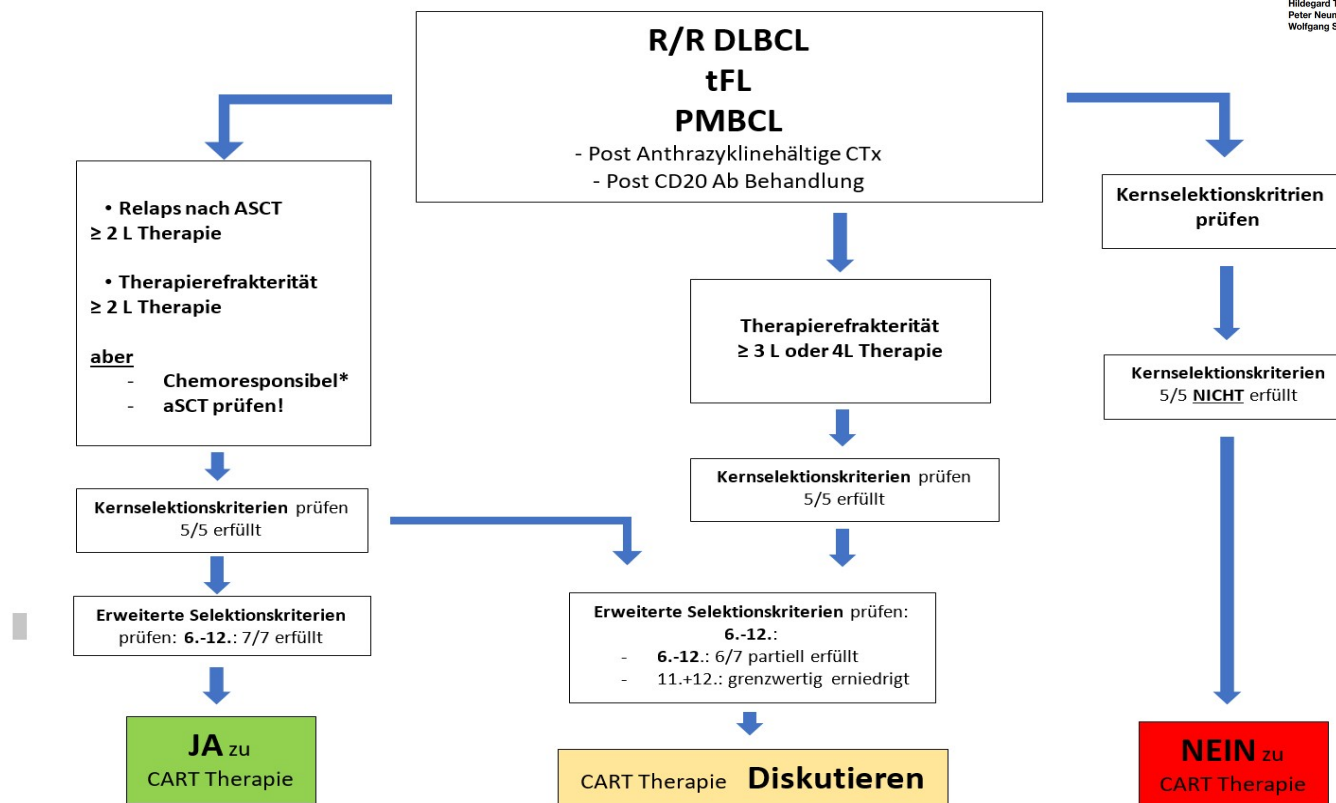 Hildegard
Peter
Wolfgang
R/R DLBCL
tFL
PMBCL
- Post Anthrazyklinehältige CTx
- Post CD20 Ab Behandlung
• Relaps nach ASCT
≥ 2 L Therapie
• Therapierefrakterität
≥ 2 L Therapie
aber
- Chemoresponsibel*
- aSCT prüfen!
Kernselektionskriterien prüfen
5/5 erfüllt
Erweiterte Selektionskriterien
prüfen: 6.-12.: 7/7 erfüllt
JA zu
CART Therapie
Therapierefrakterität
≥ 3 L oder 4L Therapie
Kernselektionskriterien prüfen
5/5 erfüllt
Erweiterte Selektionskriterien prüfen:
6.-12.:
- 6.-12.: 6/7 partiell erfüllt
- 11.+12.: grenzwertig erniedrigt
CART Therapie Diskutieren
Kernselektionskritrien
prüfen
Kernselektionskriterien
5/5 NICHT erfüllt
NEIN zu
CART Therapie